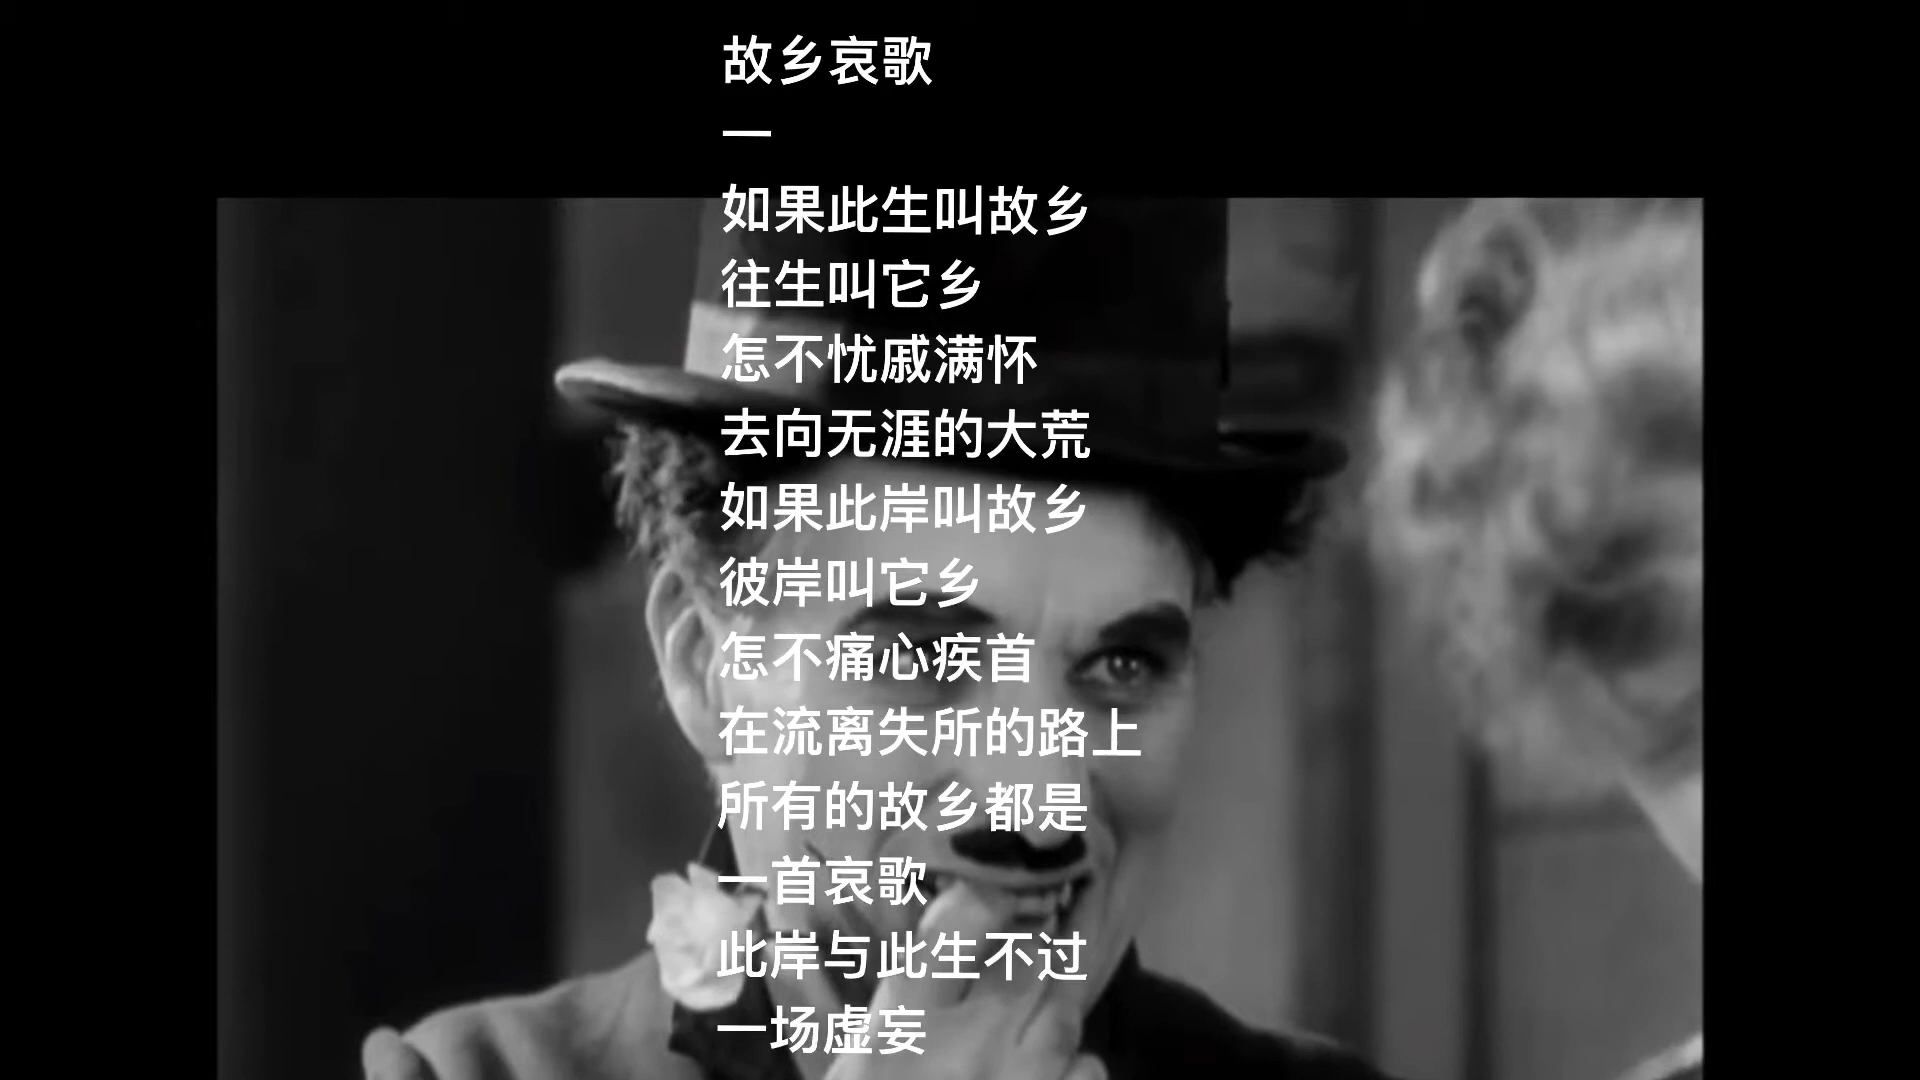 故乡哀歌
一
如果此生叫故乡
往生叫它乡
怎不忧戚满怀
去向无涯的大荒
如果此岸叫故乡
彼岸叫它乡
怎不痛心疾首
在流离失所的路上
所有的故乡都是
一首哀歌
此岸与此生不过
一场虚妄